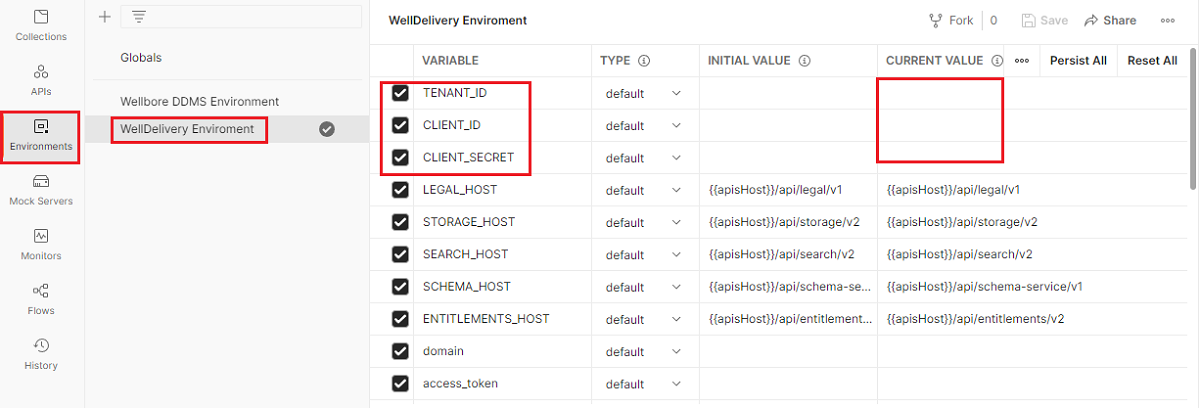 Collections
APIs
Environments
Mock Servers
Monitors
Flows
History
Globals
Wellbore DDMS Environment
WellDelivery Enviroment
WellDelivery Enviroment
Fork 0 Save Share
VARIABLE TYPE INITIAL VALUE CURRENT VALUE Persist All Reset All
TENANT_ID default
CLIENT_ID default
CLIENT_SECRET default
LEGAL_HOST default {{apisHost}}/api/legal/v1 {{apisHost}}/api/legal/v1
STORAGE_HOST default {{apisHost}}/api/storage/v2 {{apisHost}}/api/storage/v2
SEARCH_HOST default {{apisHost}}/api/search/v2 {{apisHost}}/api/search/v2
SCHEMA_HOST default {{apisHost}}/api/schema-se... {{apisHost}}/api/schema-service/v1
ENTITLEMENTS_HOST default {{apisHost}}/api/entitlement... {{apisHost}}/api/entitlements/v2
domain default
access_token default